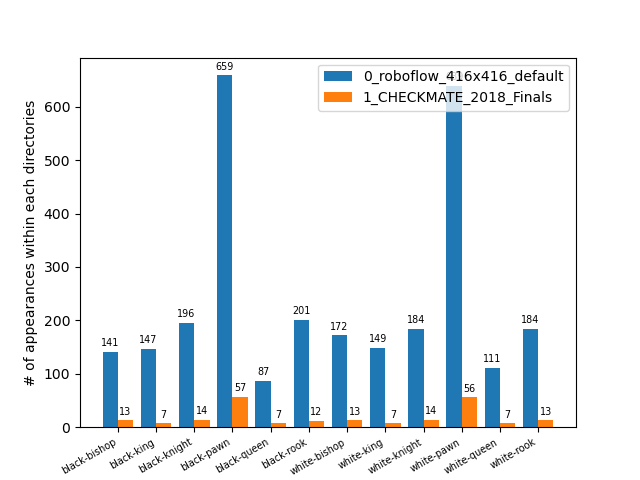 0_roboflow_416x416_default
1_CHECKMATE_2018_Finals
# of appearances within each directories
600
500
400
300
200
100
0
141 13 147 7 196 14 659 57 87 7 201 12 172 13 149 7 184 14 56 111 7 184 13
black-bishop black-king black-knight black-pawn black-queen black-rook white-bishop white-king white-knight white-pawn white-queen white-rook